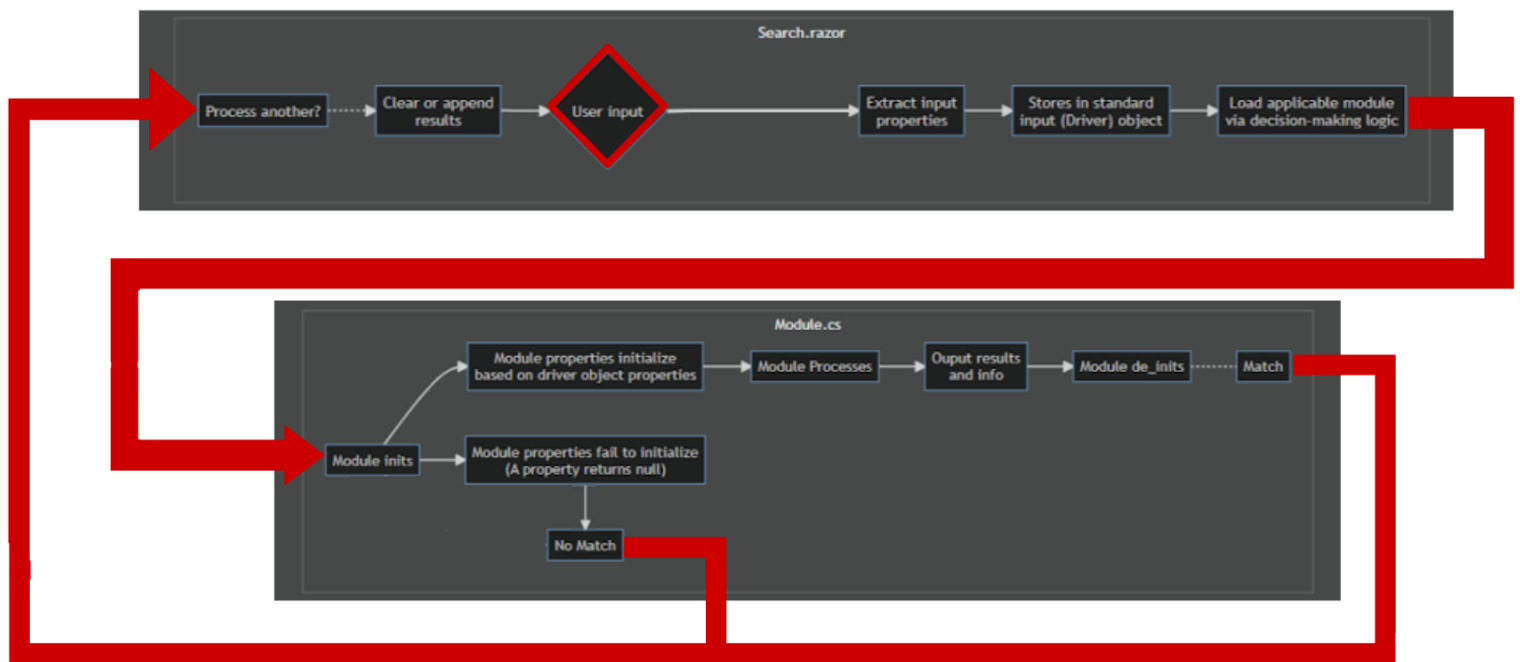 Search.razor
Process another?
Clear or append
results
User input
Extract input
properties
Stores in standard
input (Driver) object
Load applicable module
via decision-making logic
Module.cs
Module properties initialize
based on driver object properties
Module Processes
Ouput results
and info
Module de_inits
Match
Module inits
Module properties fail to initialize
(A property returns null)
No Match